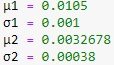 μ1 = 0.0105
σ1 = 0.001
μ2 = 0.0032678
σ2 = 0.00038